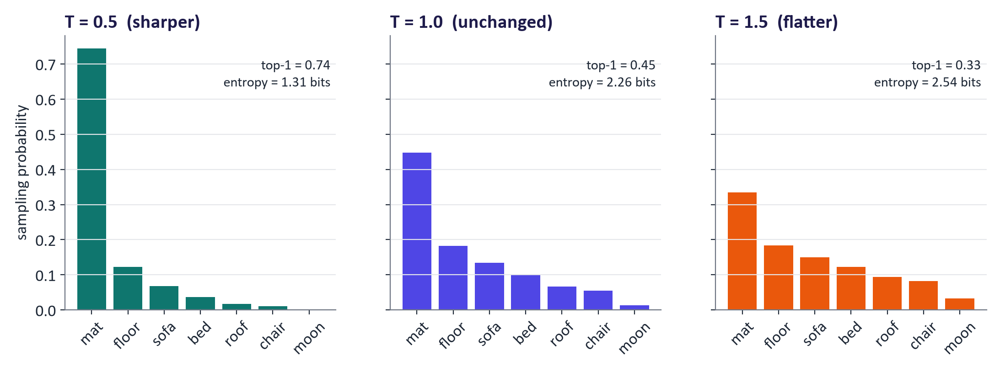 T = 0.5 (sharper)
top-1 = 0.74
entropy = 1.31 bits
sampling probability
0.7
0.6
0.5
0.4
0.3
0.2
0.1
0.0
mat
floor
sofa
bed
roof
chair
moon
T = 1.0 (unchanged)
top-1 = 0.45
entropy = 2.26 bits
mat
floor
sofa
bed
roof
chair
moon
T = 1.5 (flatter)
top-1 = 0.33
entropy = 2.54 bits
mat
floor
sofa
bed
roof
chair
moon